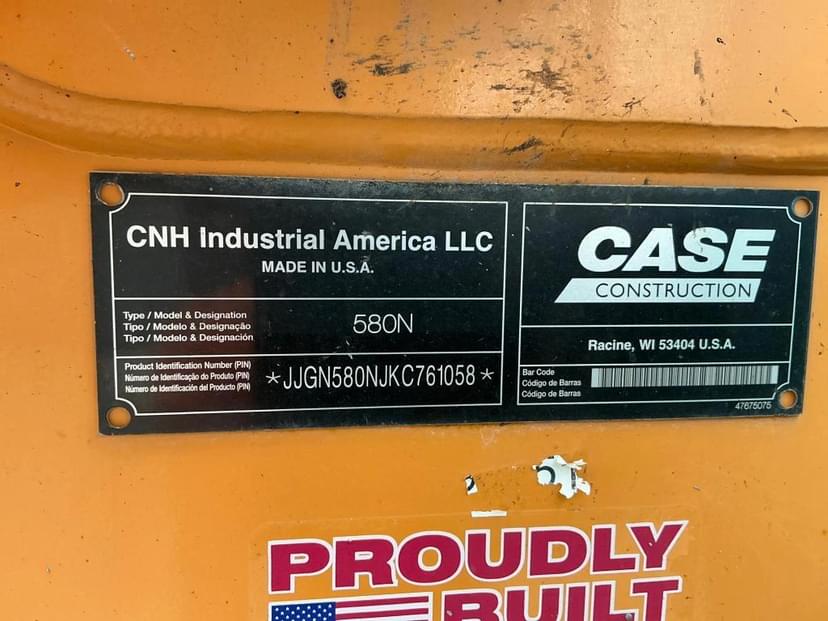 CNH Industrial America LLC
MADE IN U.S.A.
Type / Model & Designation
Tipo / Modelo & Designação
Tipo / Modelo & Designación
580N
Product Identification Number (PIN)
Número de Identificação do Produto (PIN)
Número de Identificación del Producto (PIN)
*JJGN580NJKC761058*
CASE
CONSTRUCTION
Racine, WI 53404 U.S.A.
Bar Code
Código de Barras
Código de Barras
47675075
PROUDLY
BUILT